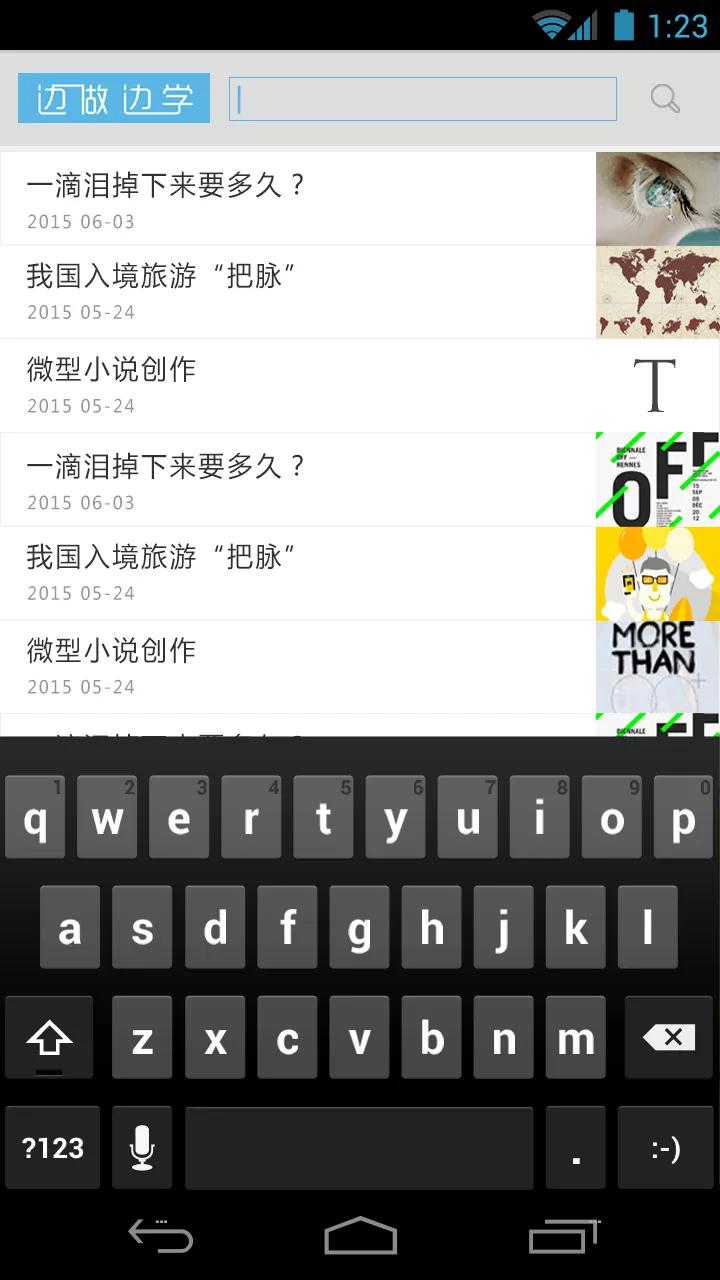 1:23
边做边学
一滴泪掉下来要多久？
2015 06-03
我国入境旅游“把脉”
2015 05-24
微型小说创作
T
2015 05-24
一滴泪掉下来要多久？
2015 06-03
BIENNALE
OFF
RENNES
OFF
15
SEP
09
DEC
20
12
我国入境旅游“把脉”
2015 05-24
微型小说创作
2015 05-24
MORE
THAN
BIENNALE
1 2 3 4 5 6 7 8 9 0
q w e r t y u i o p
a s d f g h j k l
z x c v b n m
?123 . :-)